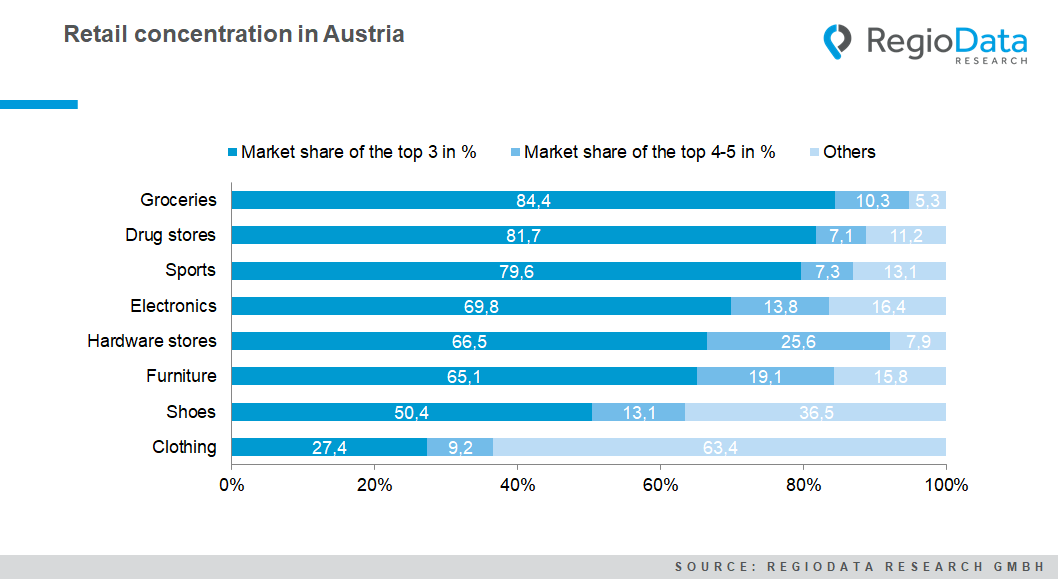 Retail concentration in Austria
RegioData
RESEARCH
Market share of the top 3 in % Market share of the top 4-5 in % Others
Groceries 84,4 10,3 5,3
Drug stores 81,7 7,1 11,2
Sports 79,6 7,3 13,1
Electronics 69,8 13,8 16,4
Hardware stores 66,5 25,6 7,9
Furniture 65,1 19,1 15,8
Shoes 50,4 13,1 36,5
Clothing 27,4 9,2 63,4
0% 20% 40% 60% 80% 100%
SOURCE: REGIODATA RESEARCH GMBH